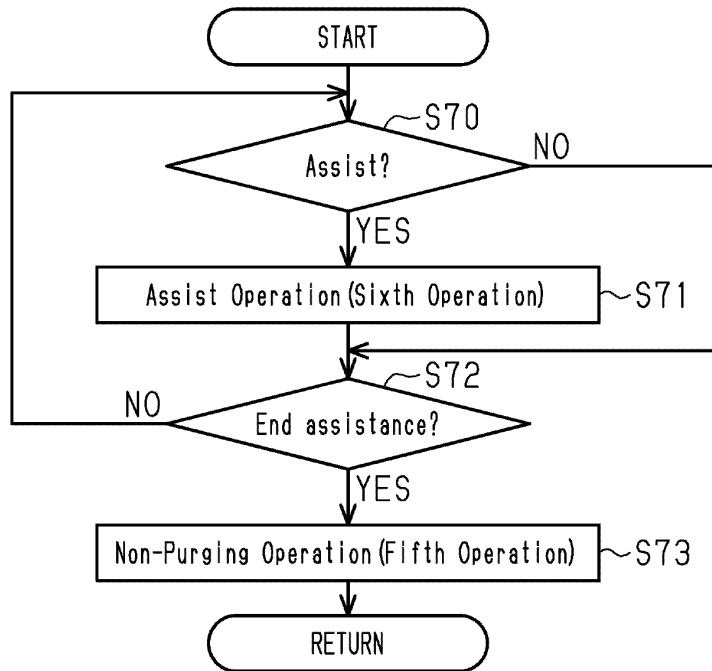 START
S70
Assist?
NO
YES
Assist Operation(Sixth Operation)
S71
S72
NO
End assistance?
YES
Non-Purging Operation(Fifth Operation)
S73
RETURN